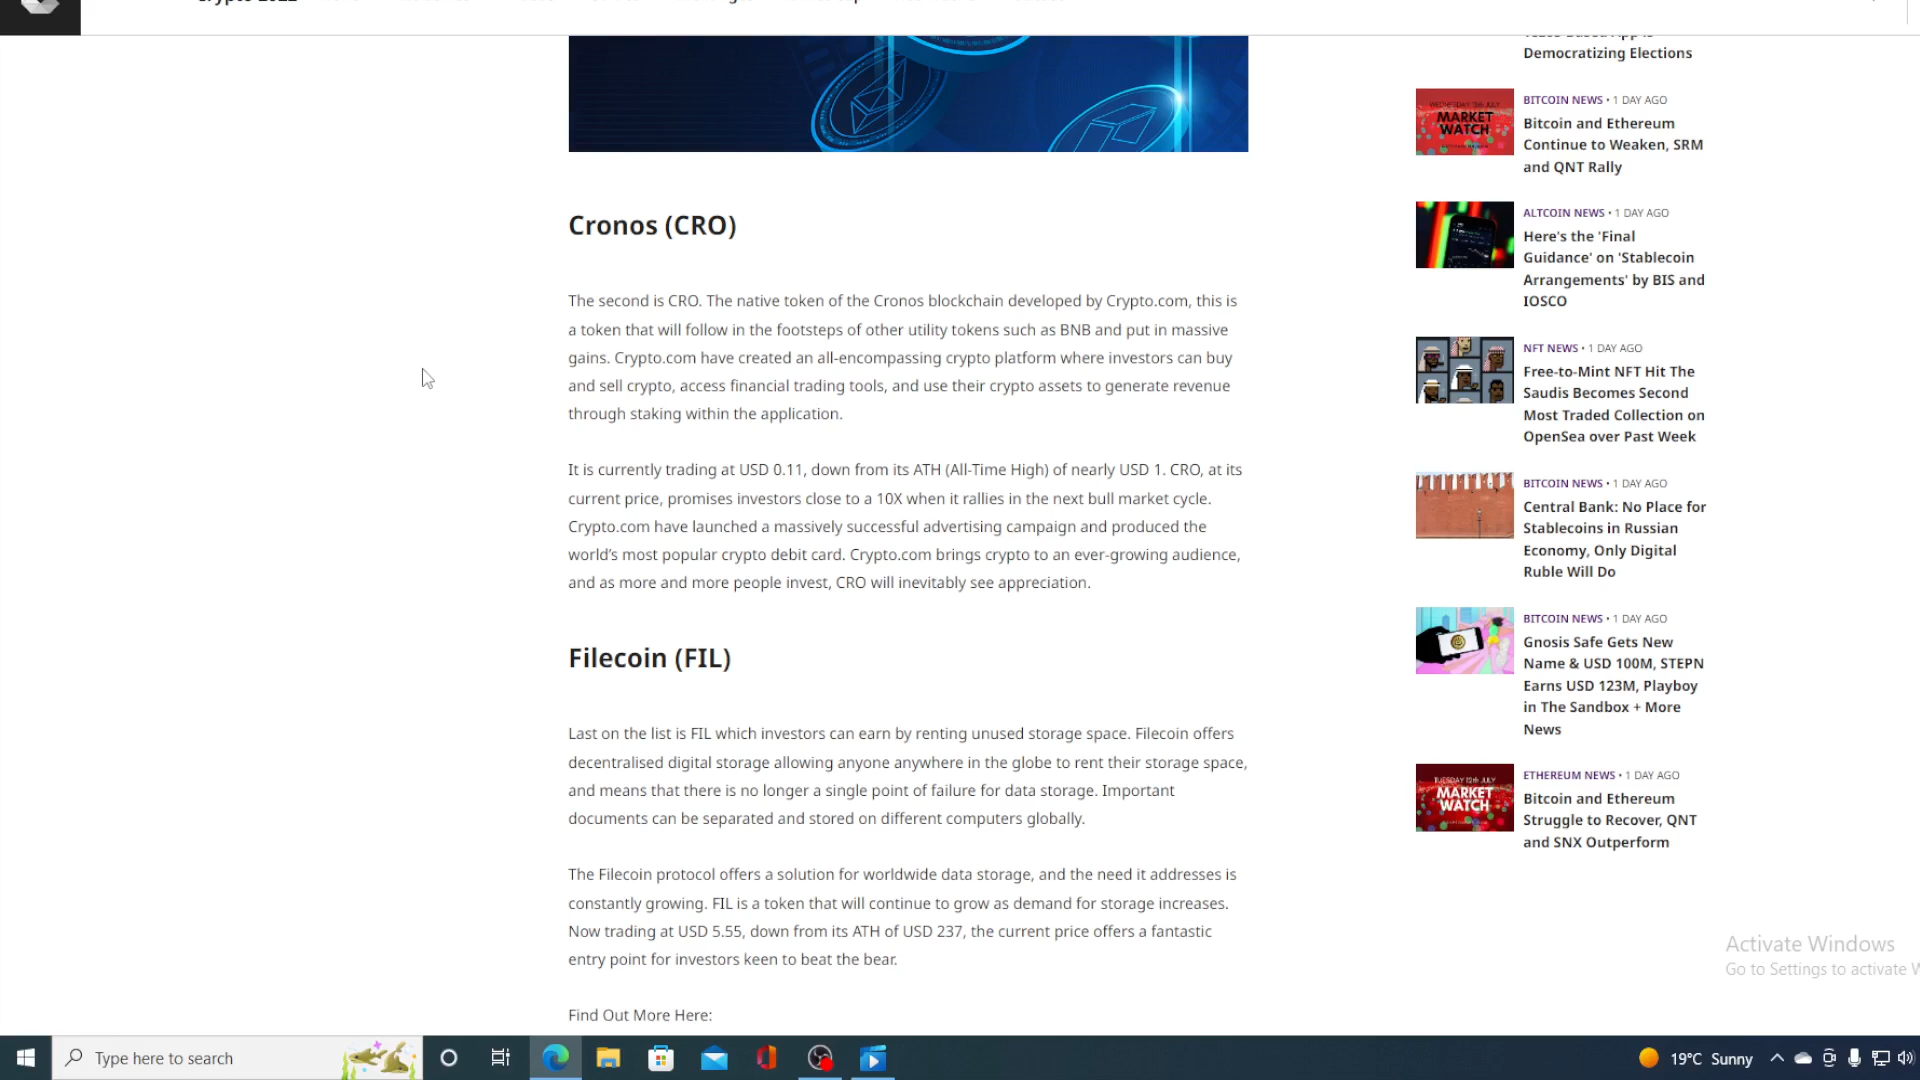 Crypto 2022
Democratizing Elections
BITCOIN NEWS • 1 DAY AGO
Bitcoin and Ethereum
Continue to Weaken, SRM
and QNT Rally
WEDNESDAY 13th JULY
MARKET
WATCH
ALTCOIN NEWS • 1 DAY AGO
Here's the 'Final
Guidance' on 'Stablecoin
Arrangements' by BIS and
IOSCO
NFT NEWS • 1 DAY AGO
Free-to-Mint NFT Hit The
Saudis Becomes Second
Most Traded Collection on
OpenSea over Past Week
BITCOIN NEWS • 1 DAY AGO
Central Bank: No Place for
Stablecoins in Russian
Economy, Only Digital
Ruble Will Do
BITCOIN NEWS • 1 DAY AGO
Gnosis Safe Gets New
Name & USD 100M, STEPN
Earns USD 123M, Playboy
in The Sandbox + More
News
ETHEREUM NEWS • 1 DAY AGO
Bitcoin and Ethereum
Struggle to Recover, QNT
and SNX Outperform
TUESDAY 12th JULY
MARKET
WATCH
Cronos (CRO)
The second is CRO. The native token of the Cronos blockchain developed by Crypto.com, this is
a token that will follow in the footsteps of other utility tokens such as BNB and put in massive
gains. Crypto.com have created an all-encompassing crypto platform where investors can buy
and sell crypto, access financial trading tools, and use their crypto assets to generate revenue
through staking within the application.
It is currently trading at USD 0.11, down from its ATH (All-Time High) of nearly USD 1. CRO, at its
current price, promises investors close to a 10X when it rallies in the next bull market cycle.
Crypto.com have launched a massively successful advertising campaign and produced the
world's most popular crypto debit card. Crypto.com brings crypto to an ever-growing audience,
and as more and more people invest, CRO will inevitably see appreciation.
Filecoin (FIL)
Last on the list is FIL which investors can earn by renting unused storage space. Filecoin offers
decentralised digital storage allowing anyone anywhere in the globe to rent their storage space,
and means that there is no longer a single point of failure for data storage. Important
documents can be separated and stored on different computers globally.
The Filecoin protocol offers a solution for worldwide data storage, and the need it addresses is
constantly growing. FIL is a token that will continue to grow as demand for storage increases.
Now trading at USD 5.55, down from its ATH of USD 237, the current price offers a fantastic
entry point for investors keen to beat the bear.
Find Out More Here:
Activate Windows
Go to Settings to activate W
Type here to search
19°C Sunny